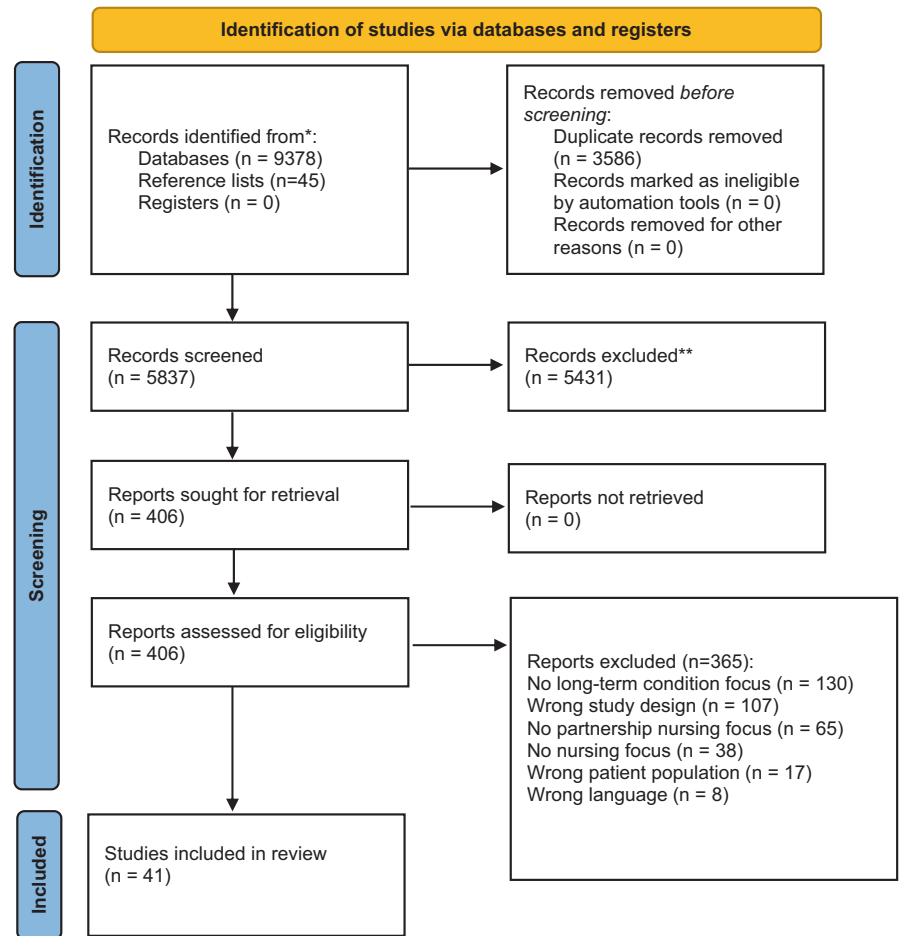 Identification of studies via databases and registers
Identification
Records identified from*:
Databases (n = 9378)
Reference lists (n=45)
Registers (n = 0)
Records removed before
screening:
Duplicate records removed
(n = 3586)
Records marked as ineligible
by automation tools (n = 0)
Records removed for other
reasons (n = 0)
Screening
Records screened
(n = 5837)
Records excluded**
(n = 5431)
Reports sought for retrieval
(n = 406)
Reports not retrieved
(n = 0)
Reports assessed for eligibility
(n = 406)
Reports excluded (n=365):
No long-term condition focus (n = 130)
Wrong study design (n = 107)
No partnership nursing focus (n = 65)
No nursing focus (n = 38)
Wrong patient population (n = 17)
Wrong language (n = 8)
Included
Studies included in review
(n = 41)